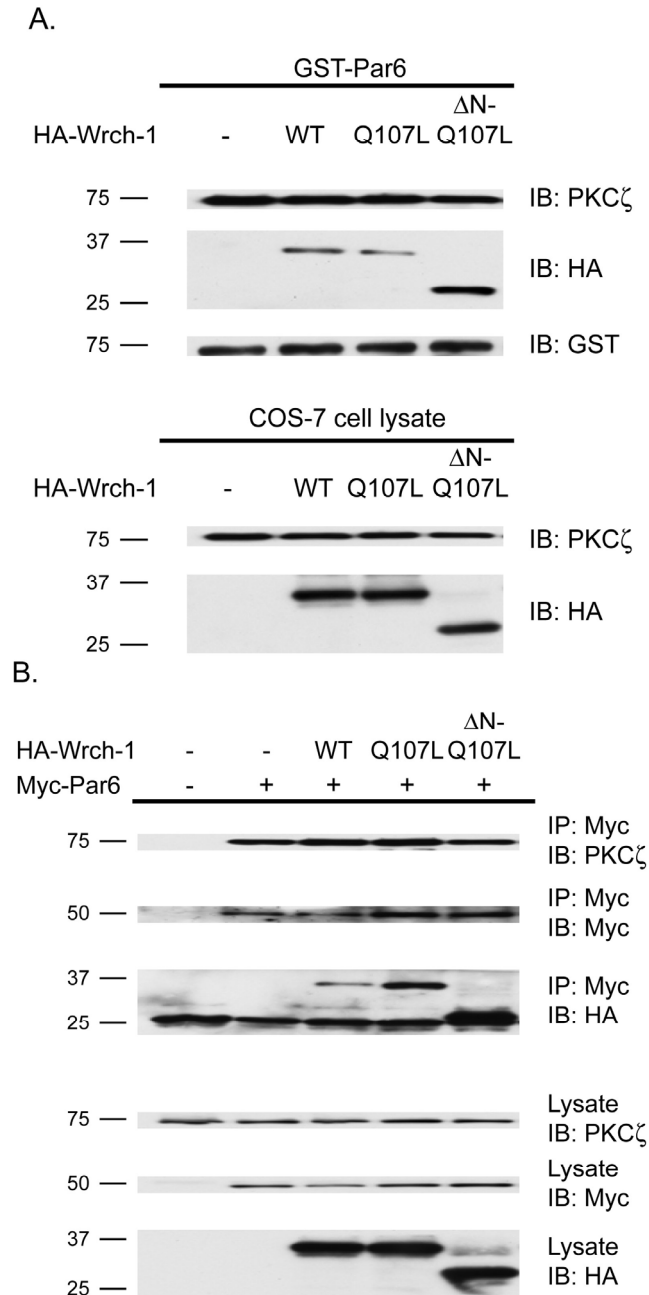 A.
GST-Par6
ΔN-
HA-Wrch-1 - WT Q107L Q107L
75 IB: PKCζ
37
IB: HA
25
75 IB: GST
COS-7 cell lysate
ΔN-
HA-Wrch-1 - WT Q107L Q107L
75 IB: PKCζ
37
IB: HA
25
B.
ΔN-
HA-Wrch-1 - - WT Q107L Q107L
Myc-Par6 - + + + +
IP: Myc
75 IB: PKCζ
IP: Myc
50 IB: Myc
37 IP: Myc
25 IB: HA
Lysate
75 IB: PKCζ
Lysate
50 IB: Myc
37 Lysate
25 IB: HA